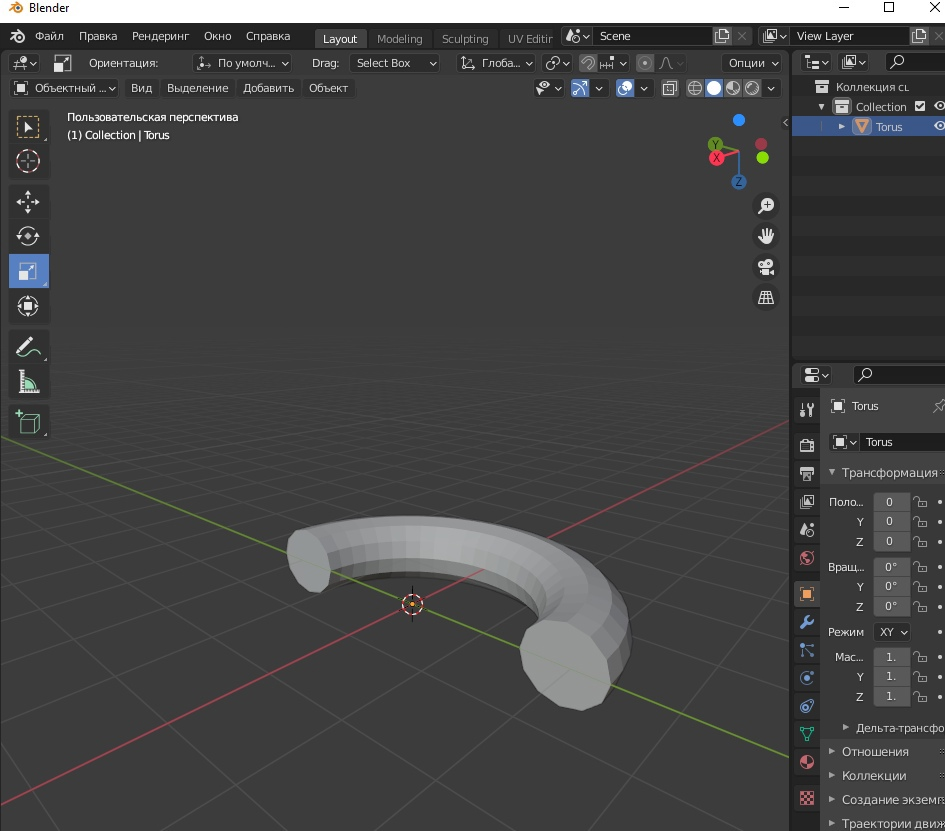 Blender
Файл Правка Рендеринг Окно Справка Layout Modeling Sculpting UV Editin Scene View Layer
Ориентация: По умолч... Drag: Select Box Глоба... Опции
Объектный ... Вид Выделение Добавить Объект
Пользовательская перспектива
(1) Collection | Torus
Y
X
Z
Коллекция сц
Collection
Torus
Torus
Torus
Трансформация
Поло... 0
Y 0
Z 0
Вращ... 0°
Y 0°
Z 0°
Режим XY
Мас... 1.
Y 1.
Z 1.
Дельта-трансфо
Отношения
Коллекции
Создание экземп
Траектории движ